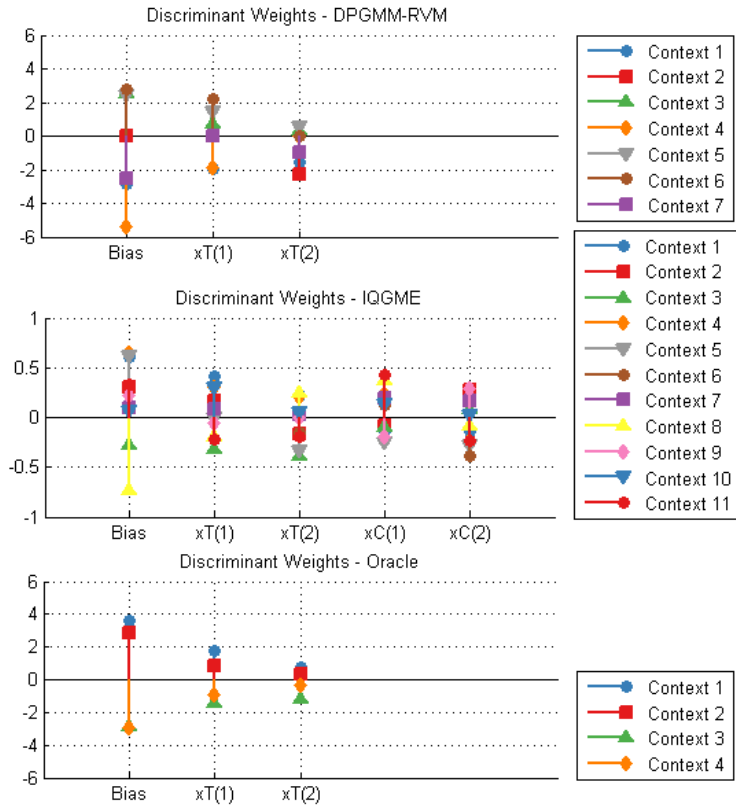 Discriminant Weights - DPGMM-RVM
6
4
2
0
-2
-4
-6
Bias xT(1) xT(2)
Context 1
Context 2
Context 3
Context 4
Context 5
Context 6
Context 7
Discriminant Weights - IQGME
1
0.5
0
-0.5
-1
Bias xT(1) xT(2) xC(1) xC(2)
Context 1
Context 2
Context 3
Context 4
Context 5
Context 6
Context 7
Context 8
Context 9
Context 10
Context 11
Discriminant Weights - Oracle
6
4
2
0
-2
-4
-6
Bias xT(1) xT(2)
Context 1
Context 2
Context 3
Context 4